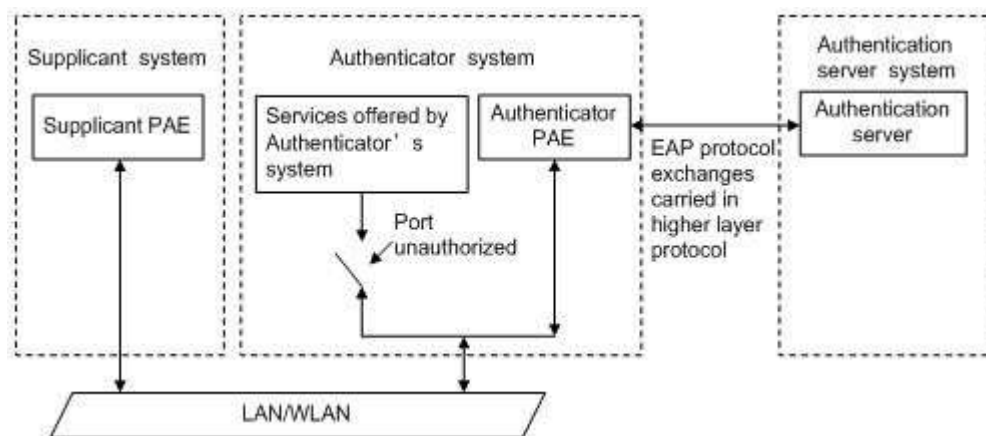 Supplicant system
Supplicant PAE
Authenticator system
Services offered by
Authenticator's
system
Authenticator
PAE
Port
unauthorized
EAP protocol
exchanges
carried in
higher layer
protocol
Authentication
server system
Authentication
server
LAN/WLAN